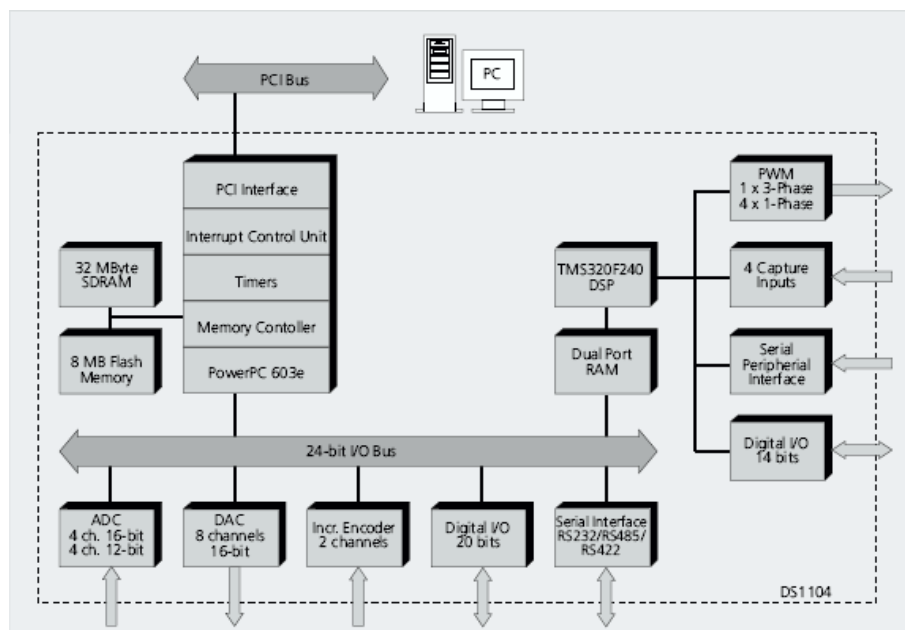 PCI Bus
PC
PCI Interface
Interrupt Control Unit
Timers
Memory Contoller
PowerPC 603e
32 MByte
SDRAM
8 MB Flash
Memory
TMS320F240
DSP
Dual Port
RAM
PWM
1 x 3-Phase
4 x 1-Phase
4 Capture
Inputs
Serial
Peripherial
Interface
Digital I/O
14 bits
24-bit I/O Bus
ADC
4 ch. 16-bit
4 ch. 12-bit
DAC
8 channels
16-bit
Incr. Encoder
2 channels
Digital I/O
20 bits
Serial Interface
RS232/RS485/
RS422
DS1104